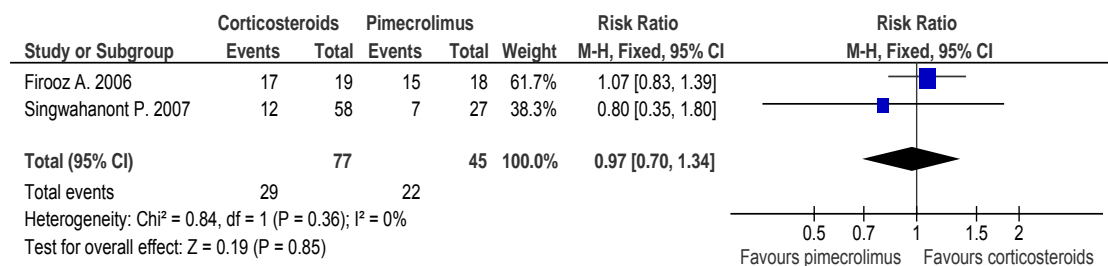 Corticosteroids Pimecrolimus Risk Ratio Risk Ratio
Study or Subgroup Events Total Events Total Weight M-H, Fixed, 95% CI M-H, Fixed, 95% CI
Firooz A. 2006 17 19 15 18 61.7% 1.07 [0.83, 1.39]
Singwahanont P. 2007 12 58 7 27 38.3% 0.80 [0.35, 1.80]
Total (95% CI) 77 45 100.0% 0.97 [0.70, 1.34]
Total events 29 22
Heterogeneity: Chi² = 0.84, df = 1 (P = 0.36); I² = 0%
Test for overall effect: Z = 0.19 (P = 0.85)
0.5 0.7 1 1.5 2
Favours pimecrolimus Favours corticosteroids